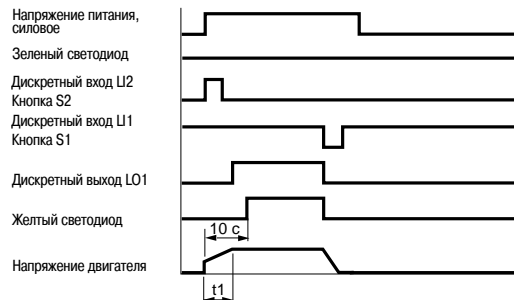 Напряжение питания,
силовое
Зеленый светодиод
Дискретный вход LI2
Кнопка S2
Дискретный вход LI1
Кнопка S1
Дискретный выход LO1
Желтый светодиод
10 с
Напряжение двигателя
t1